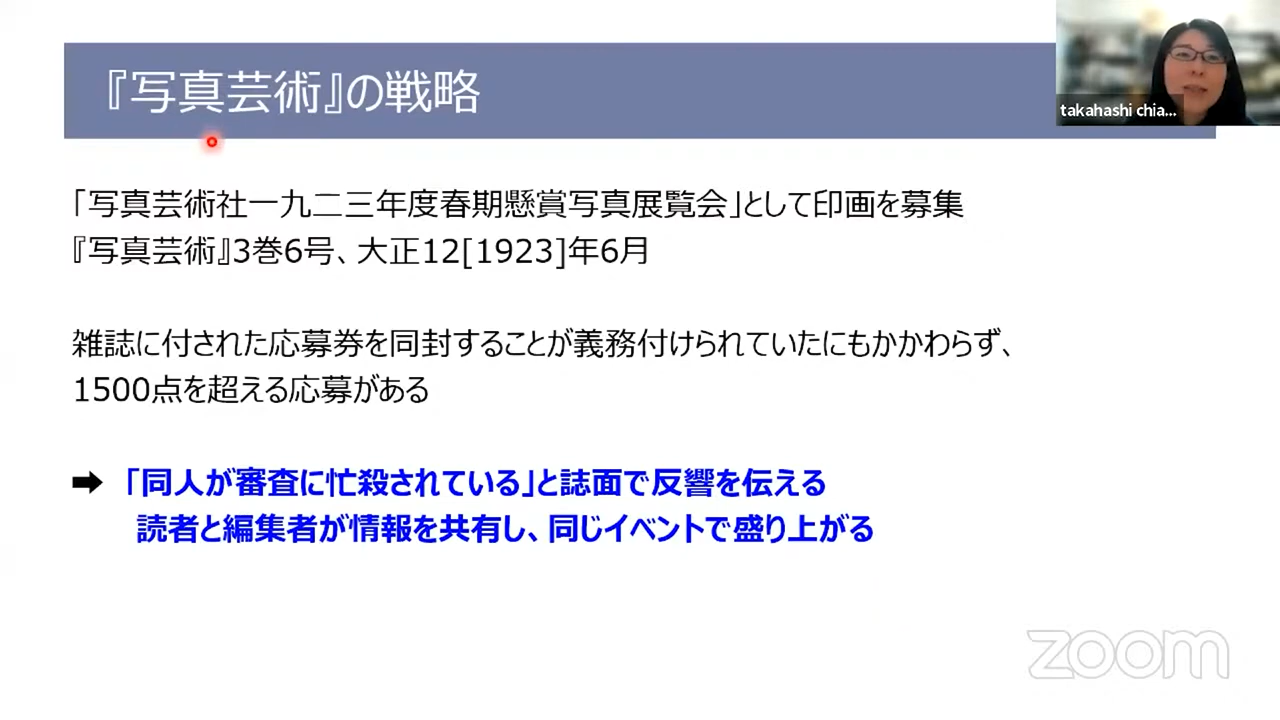 『写真芸術』の戦略
takahashi chia...
「写真芸術社一九二三年度春期懸賞写真展覧会」として印画を募集
『写真芸術』3巻6号、大正12[1923]年6月
雑誌に付された応募券を同封することが義務付けられていたにもかかわらず、
1500点を超える応募がある
➡ 「同人が審査に忙殺されている」と誌面で反響を伝える
読者と編集者が情報を共有し、同じイベントで盛り上がる
zoom